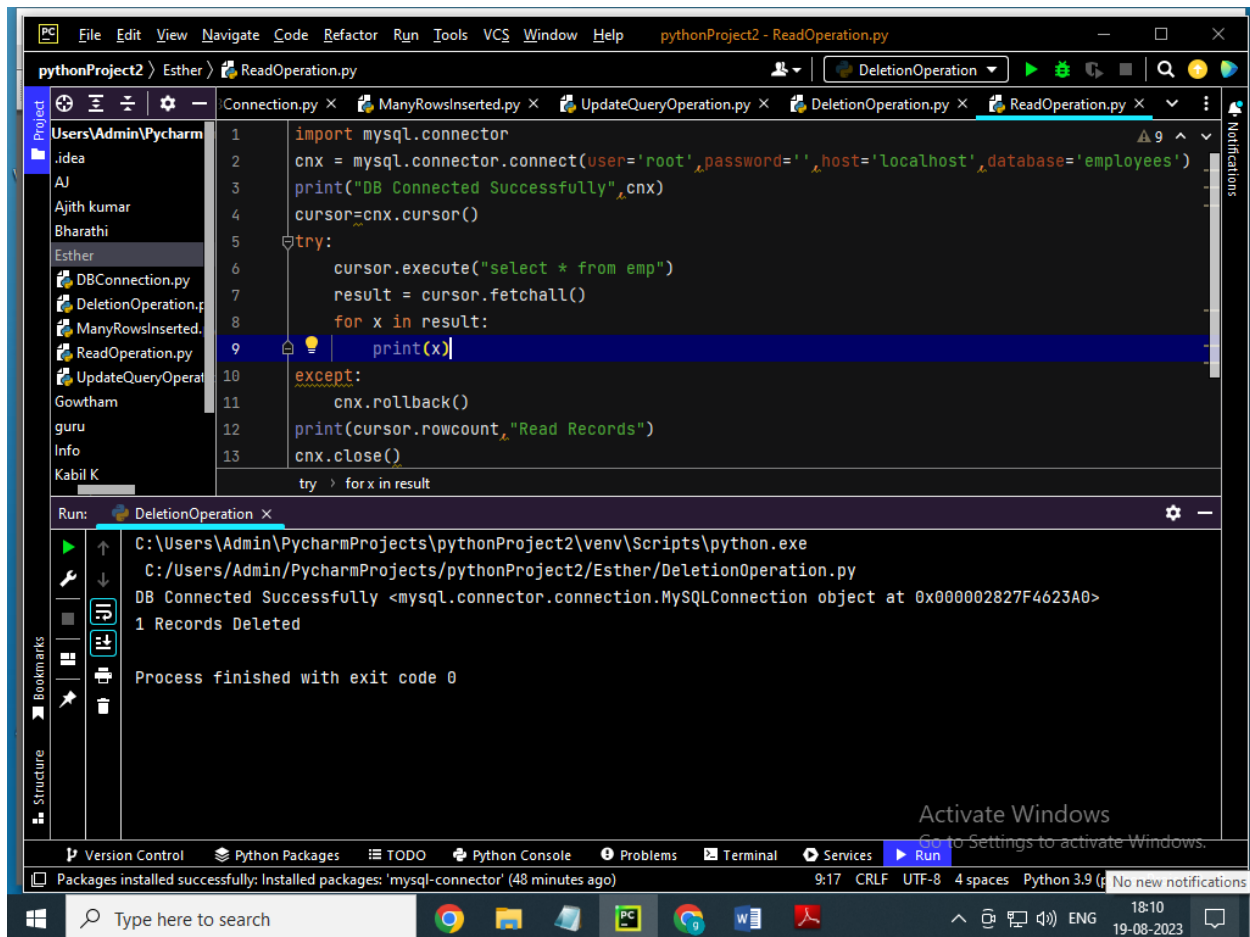 PC File Edit View Navigate Code Refactor Run Tools VCS Window Help pythonProject2 - ReadOperation.py
pythonProject2 〉 Esther 〉 ReadOperation.py DeletionOperation
Connection.py × ManyRowsInserted.py × UpdateQueryOperation.py × DeletionOperation.py × ReadOperation.py ×
Project
Users\Admin\Pycharm
.idea
AJ
Ajith kumar
Bharathi
Esther
DBConnection.py
DeletionOperation.p
ManyRowsInserted.
ReadOperation.py
UpdateQueryOperat
Gowtham
guru
Info
Kabil K
1 import mysql.connector
2 cnx = mysql.connector.connect(user='root',password='',host='localhost',database='employees')
3 print("DB Connected Successfully",cnx)
4 cursor=cnx.cursor()
5 try:
6     cursor.execute("select * from emp")
7     result = cursor.fetchall()
8     for x in result:
9         print(x)
10 except:
11     cnx.rollback()
12 print(cursor.rowcount,"Read Records")
13 cnx.close()
9
Notifications
try › for x in result
Run: DeletionOperation ×
C:\Users\Admin\PycharmProjects\pythonProject2\venv\Scripts\python.exe
C:/Users/Admin/PycharmProjects/pythonProject2/Esther/DeletionOperation.py
DB Connected Successfully <mysql.connector.connection.MySQLConnection object at 0x000002827F4623A0>
1 Records Deleted
Process finished with exit code 0
Bookmarks
Structure
Activate Windows
Go to Settings to activate Windows.
Version Control Python Packages TODO Python Console Problems Terminal Services Run
Packages installed successfully: Installed packages: 'mysql-connector' (48 minutes ago) 9:17 CRLF UTF-8 4 spaces Python 3.9 (p
No new notifications
Type here to search PC ENG 18:10
19-08-2023